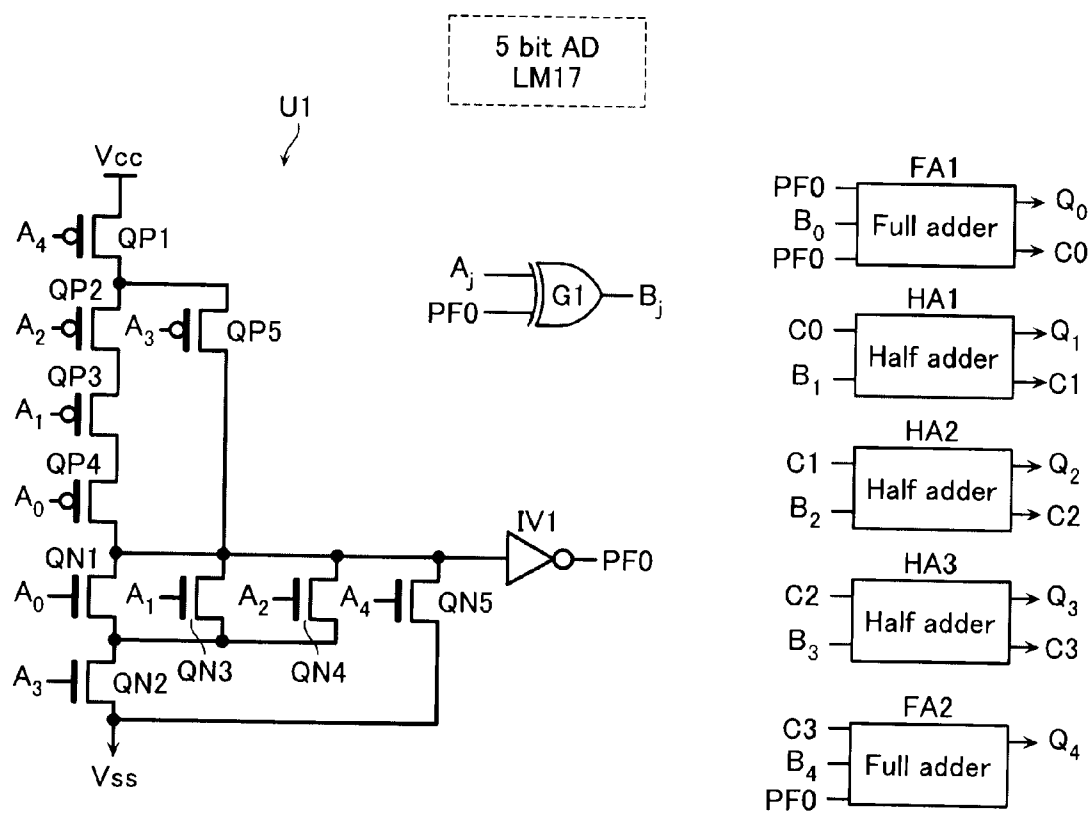 5 bit AD
LM17
U1
Vcc
A4
QP1
QP2
A2
A3
QP5
QP3
A1
QP4
A0
QN1
A0
A1
A2
A4
QN5
IV1
PF0
QN3
QN4
A3
QN2
Vss
Aj
PF0
G1
Bj
FA1
PF0
B0
PF0
Full adder
Q0
C0
HA1
C0
B1
Half adder
Q1
C1
HA2
C1
B2
Half adder
Q2
C2
HA3
C2
B3
Half adder
Q3
C3
FA2
C3
B4
PF0
Full adder
Q4